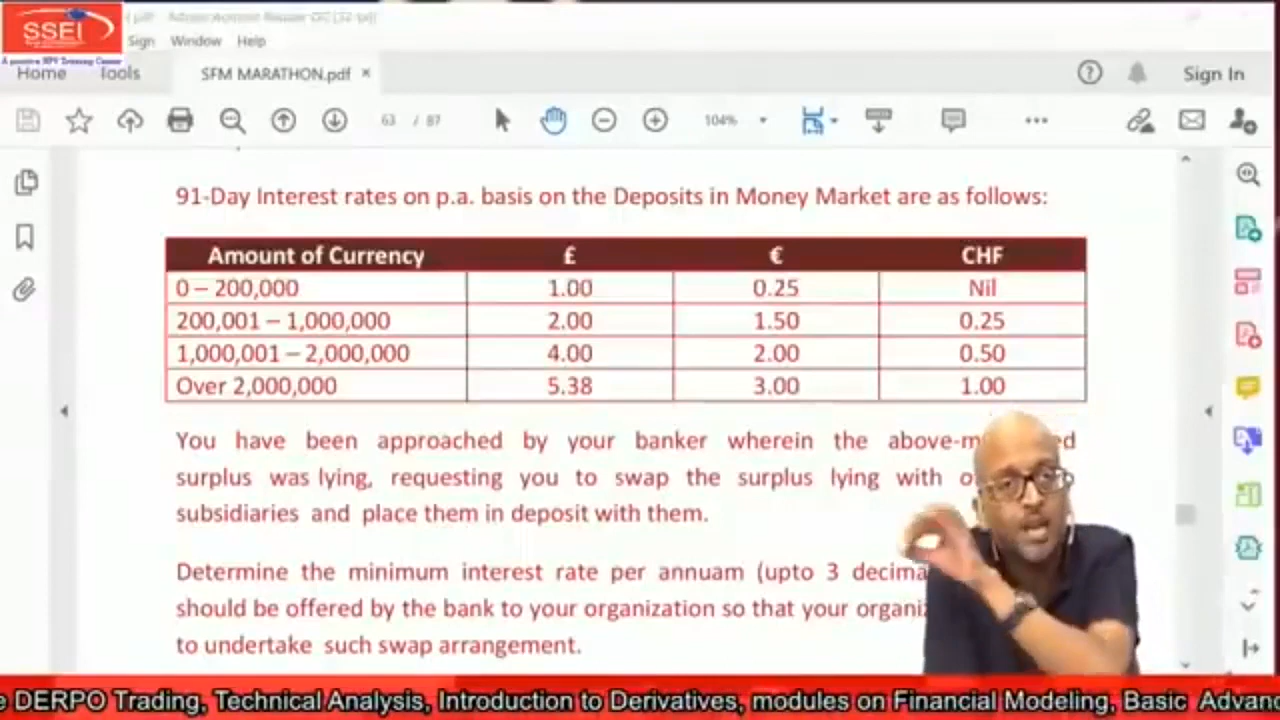 SSEI
Sign Window Help
Home Tools SFM MARATHON.pdf × Sign In
63 / 87 104%
91-Day Interest rates on p.a. basis on the Deposits in Money Market are as follows:
Amount of Currency £ € CHF
0 – 200,000 1.00 0.25 Nil
200,001 – 1,000,000 2.00 1.50 0.25
1,000,001 – 2,000,000 4.00 2.00 0.50
Over 2,000,000 5.38 3.00 1.00
You have been approached by your banker wherein the
surplus was lying, requesting you to swap the surplus lying with
subsidiaries and place them in deposit with them.
Determine the minimum interest rate per annuam (upto 3
should be offered by the bank to your organization so that your
to undertake such swap arrangement.
DERPO Trading, Technical Analysis, Introduction to Derivatives, modules on Financial Modeling, Basic